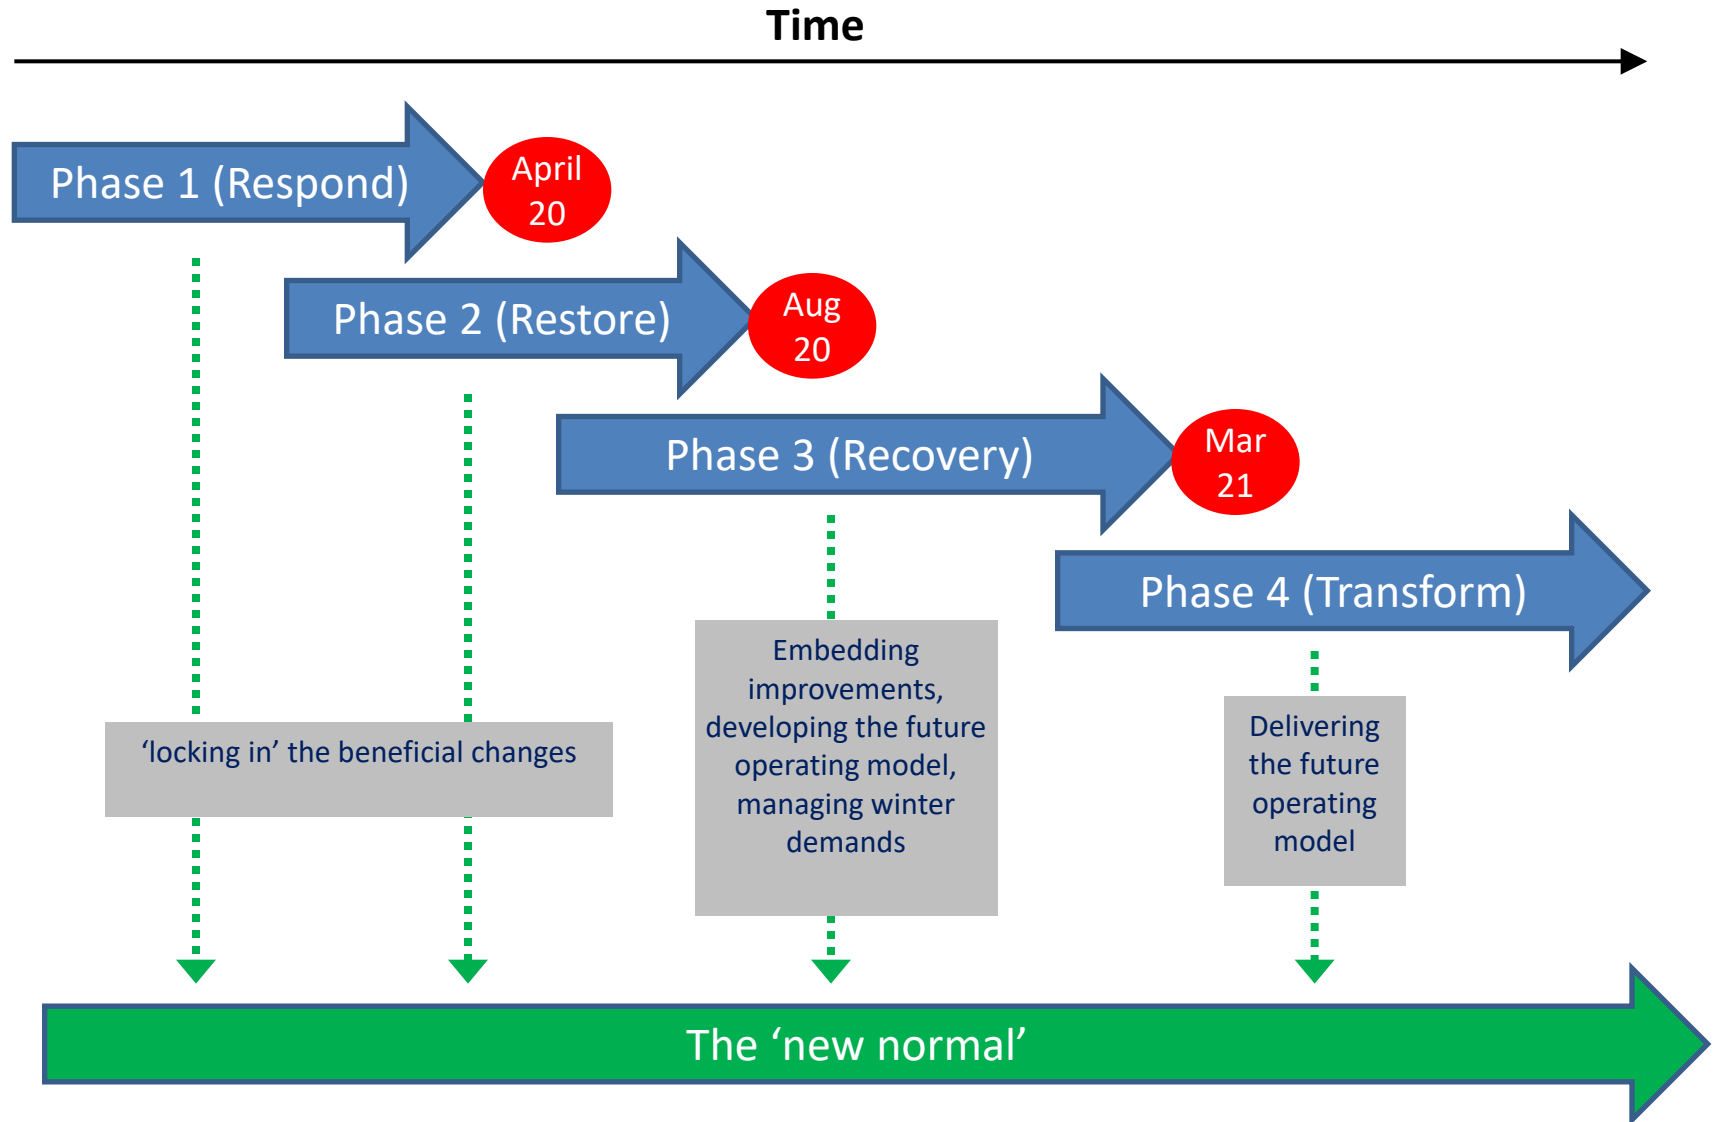 Time
Phase 1 (Respond)
April
20
Phase 2 (Restore)
Aug
20
Phase 3 (Recovery)
Mar
21
Phase 4 (Transform)
‘locking in’ the beneficial changes
Embedding
improvements,
developing the future
operating model,
managing winter
demands
Delivering
the future
operating
model
The ‘new normal’